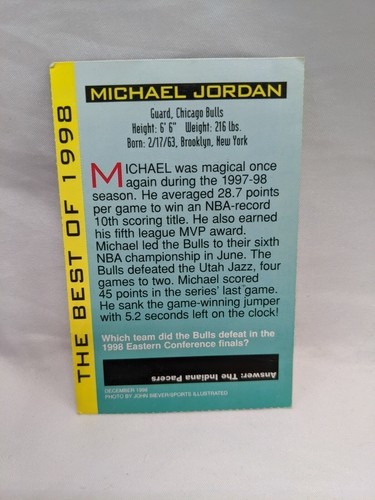 THE BEST OF 1998
MICHAEL JORDAN
Guard, Chicago Bulls
Height: 6' 6" Weight: 216 lbs.
Born: 2/17/63, Brooklyn, New York
MICHAEL was magical once
again during the 1997-98
season. He averaged 28.7 points
per game to win an NBA-record
10th scoring title. He also earned
his fifth league MVP award.
Michael led the Bulls to their sixth
NBA championship in June. The
Bulls defeated the Utah Jazz, four
games to two. Michael scored
45 points in the series' last game.
He sank the game-winning jumper
with 5.2 seconds left on the clock!
Which team did the Bulls defeat in the
1998 Eastern Conference finals?
Answer: The Indiana Pacers
DECEMBER 1998
PHOTO BY JOHN BIEVER/SPORTS ILLUSTRATED